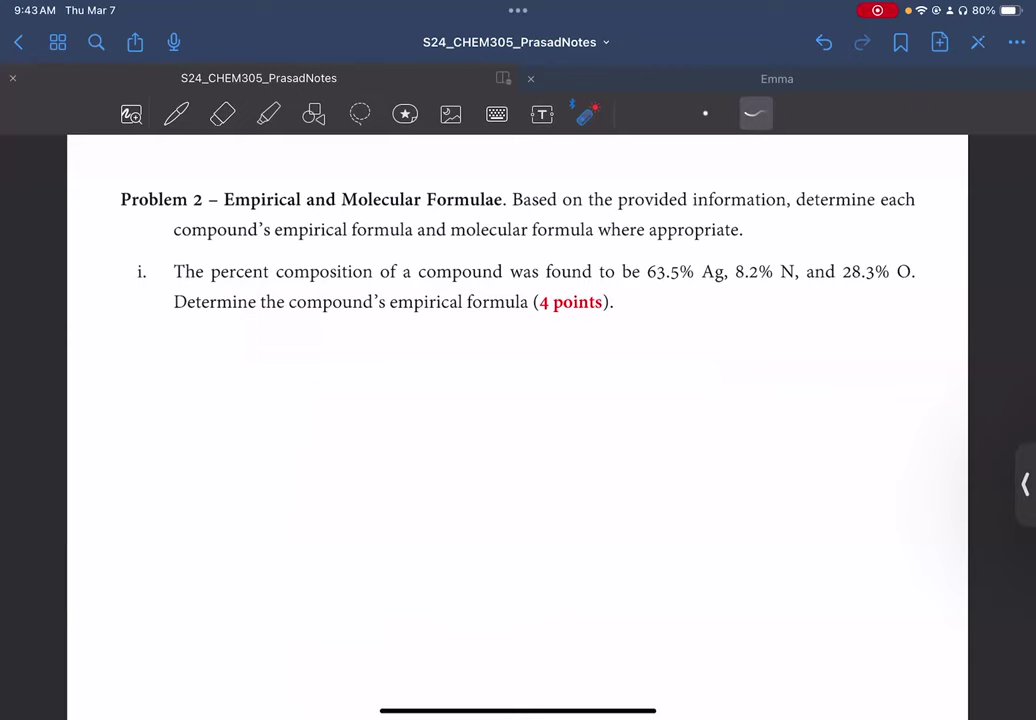 9:43 AM Thu Mar 7
80%
S24_CHEM305_PrasadNotes
S24_CHEM305_PrasadNotes
Emma
Problem 2 – Empirical and Molecular Formulae. Based on the provided information, determine each
compound's empirical formula and molecular formula where appropriate.
i. The percent composition of a compound was found to be 63.5% Ag, 8.2% N, and 28.3% O.
Determine the compound's empirical formula (4 points).